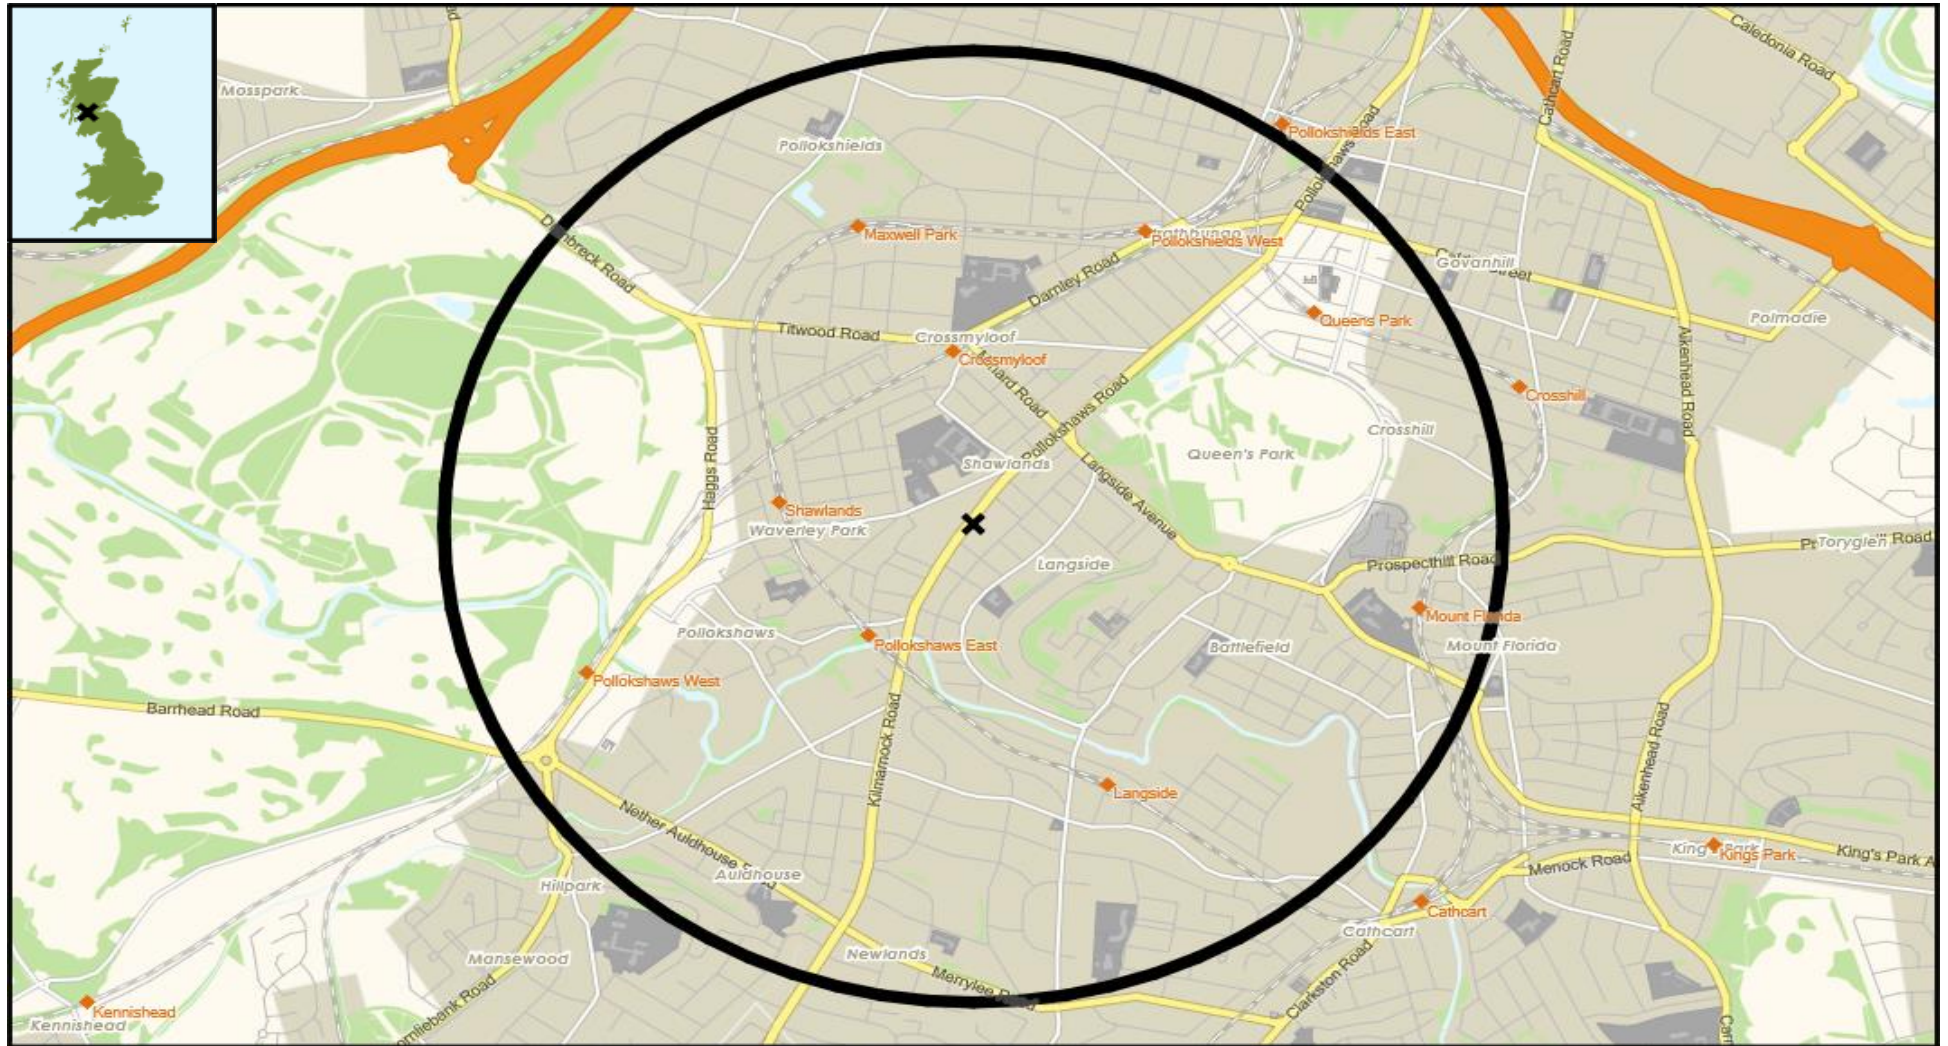 Mosspark
Caledonia Road
Cathcart Road
Pollokshields East
Pollokshields
Pollokshaws Road
Maxwell Park
Pollokshields West
Dumbreck Road
Darnley Road
Govanhill
Queens Park
Polmadie
Titwood Road
Crossmyloof
Crossmyloof
Aikenhead Road
Crosshill
Pollokshaws Road
Crosshill
Haggs Road
Queen's Park
Shawlands
Langside Avenue
Shawlands
Waverley Park
Langside
Prospecthill Road
Toryglen
Road
Mount Florida
Pollokshaws
Pollokshaws East
Battlefield
Mount Florida
Pollokshaws West
Barrhead Road
Kilmarnock Road
Aikenhead Road
Langside
Nether Auldhouse
Auldhouse
Kings Park
King's Park A
Menock Road
Hillpark
Cathcart
Cathcart
Newlands
Mansewood
Merrylee Road
Clarkston Road
Kennishead
Kennishead